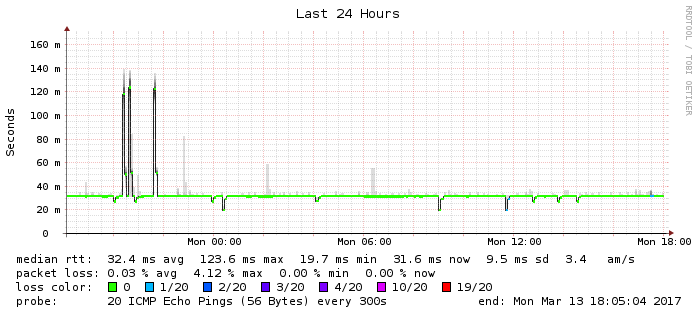 Last 24 Hours
RRDTOOL / TOBI OETIKER
Seconds
160 m
140 m
120 m
100 m
80 m
60 m
40 m
20 m
0
Mon 00:00 Mon 06:00 Mon 12:00 Mon 18:00
median rtt: 32.4 ms avg 123.6 ms max 19.7 ms min 31.6 ms now 9.5 ms sd 3.4 am/s
packet loss: 0.03 % avg 4.12 % max 0.00 % min 0.00 % now
loss color: 0 1/20 2/20 3/20 4/20 10/20 19/20
probe: 20 ICMP Echo Pings (56 Bytes) every 300s end: Mon Mar 13 18:05:04 2017